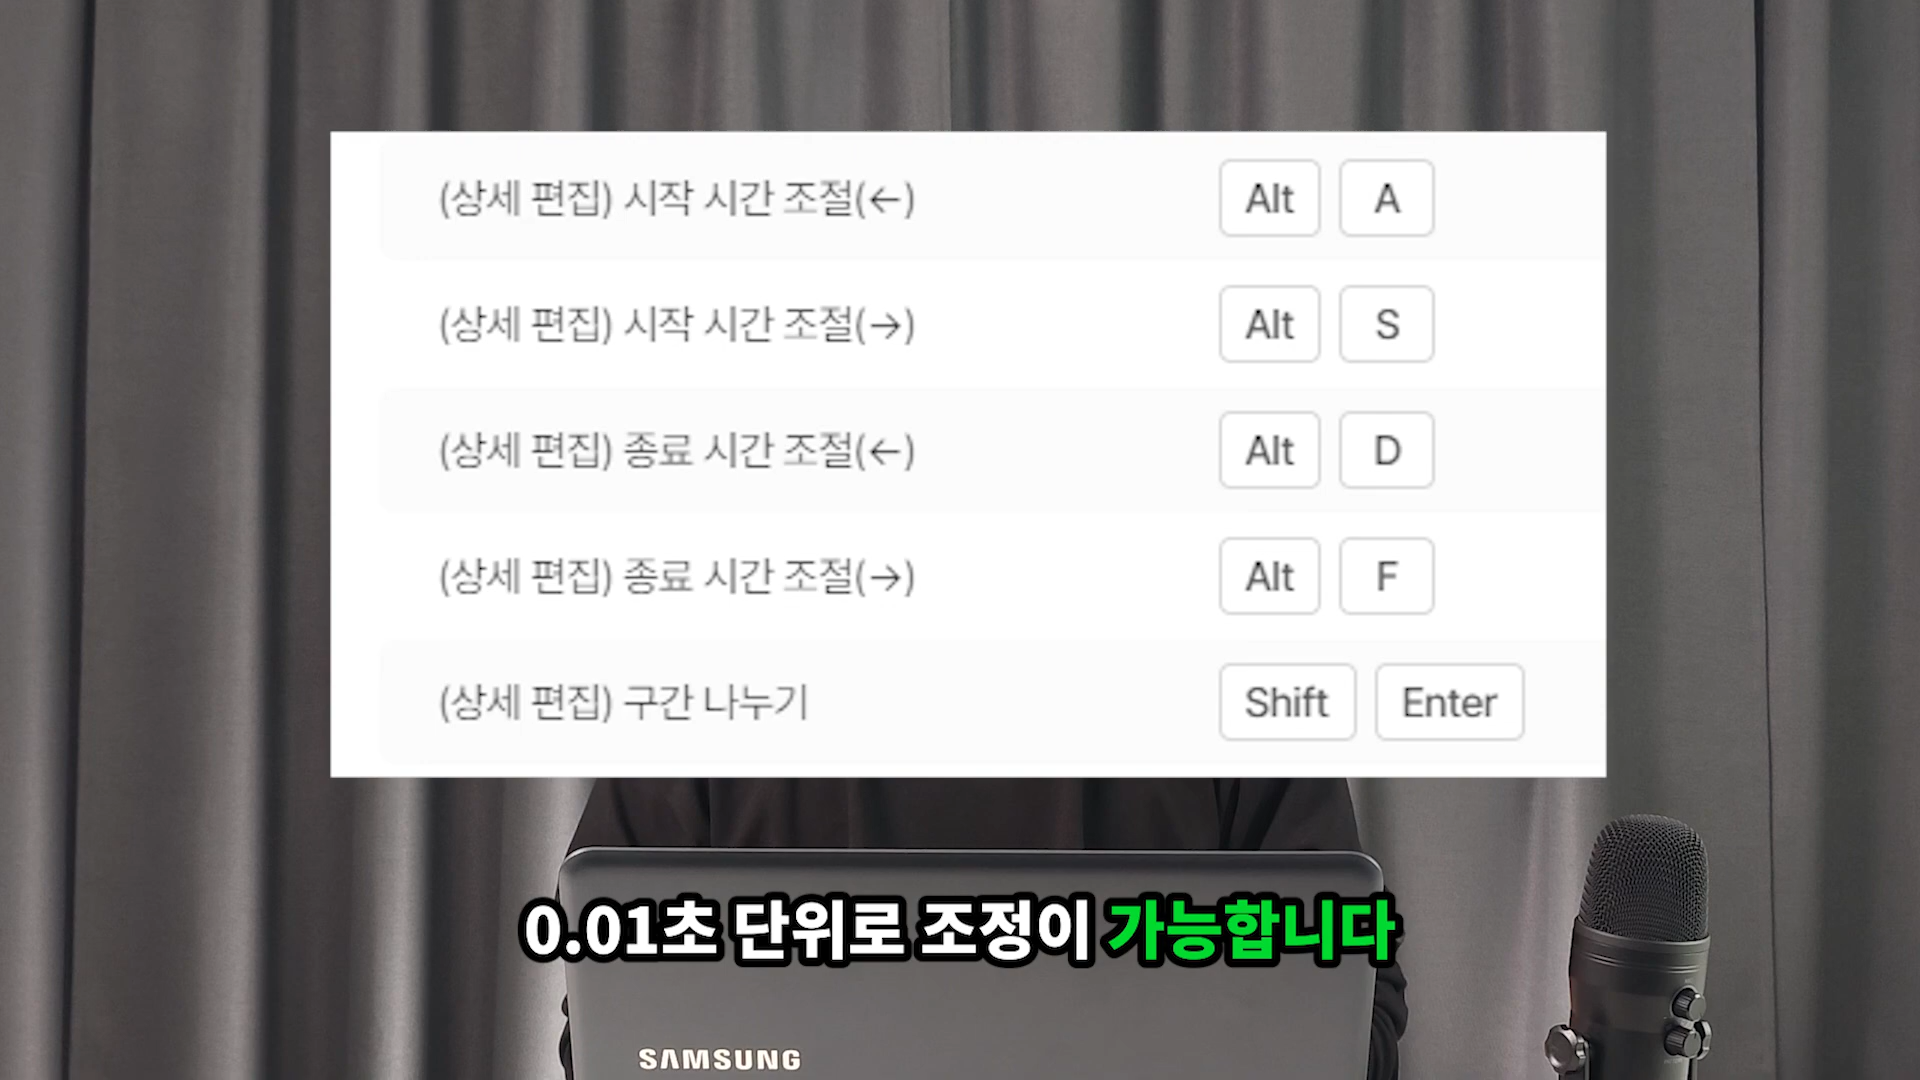 (상세 편집) 시작 시간 조절(←) Alt A
(상세 편집) 시작 시간 조절(→) Alt S
(상세 편집) 종료 시간 조절(←) Alt D
(상세 편집) 종료 시간 조절(→) Alt F
(상세 편집) 구간 나누기 Shift Enter
0.01초 단위로 조정이 가능합니다
SAMSUNG